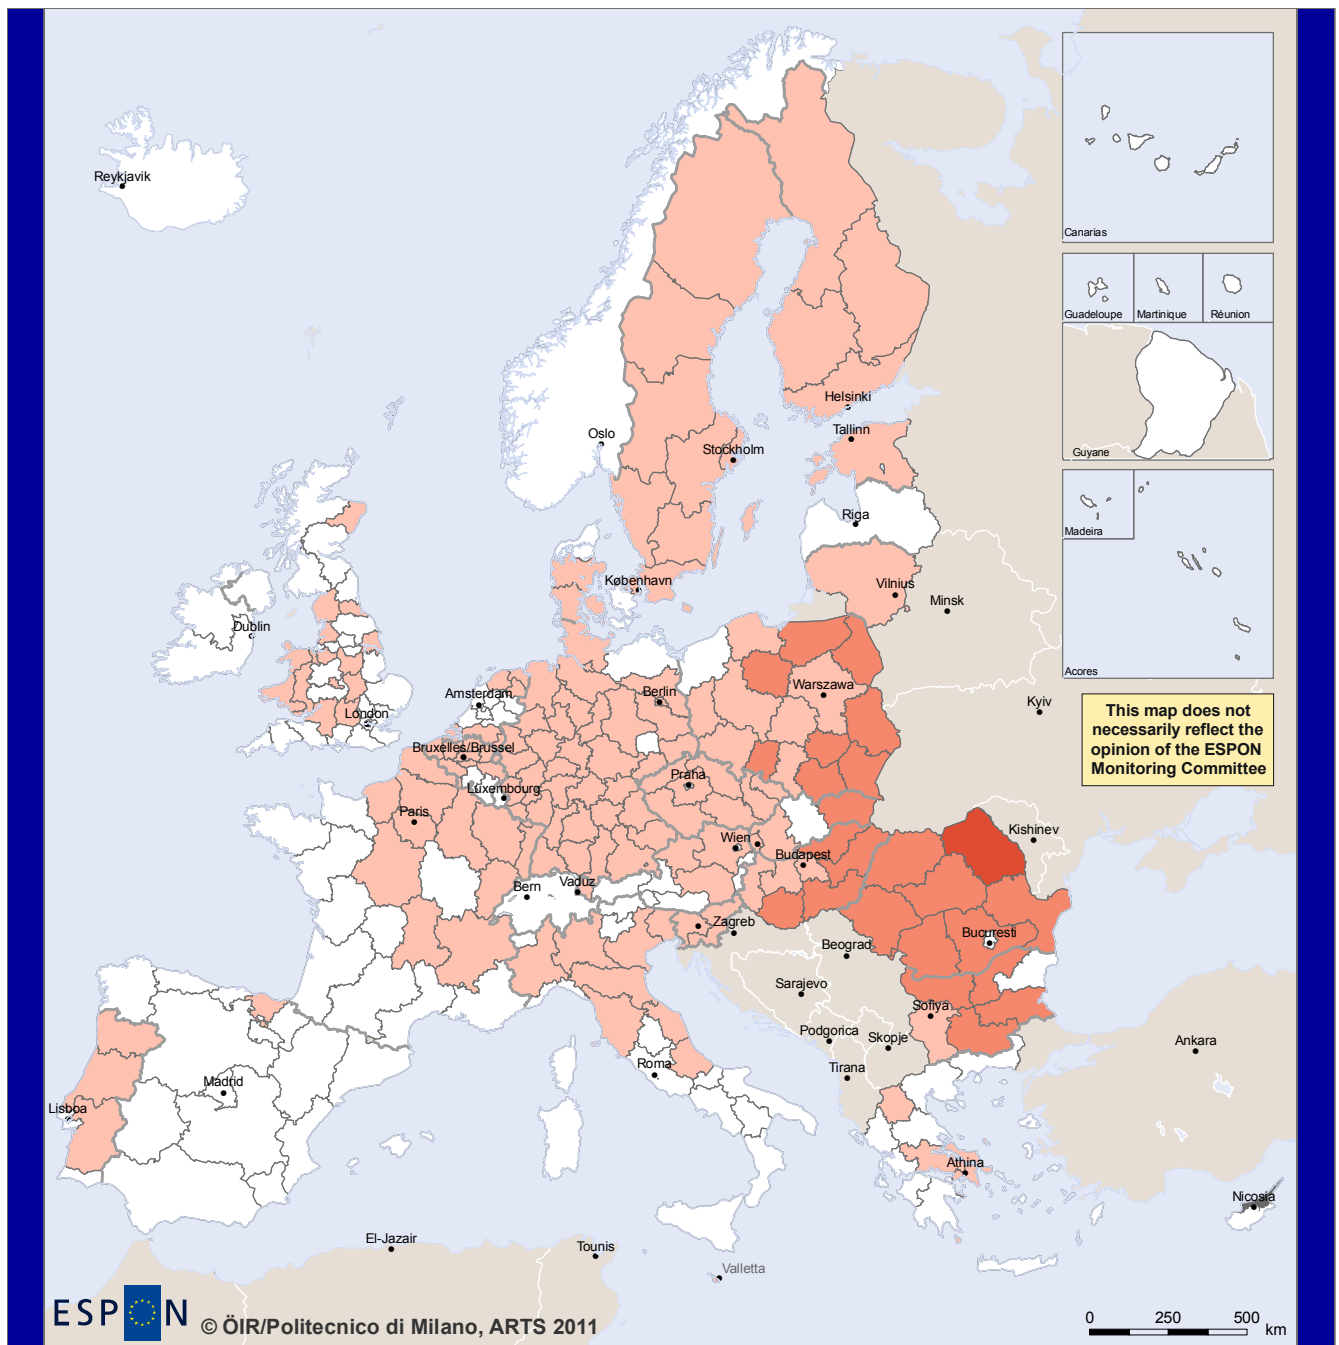 Reykjavik
Canarias
Guadeloupe
Martinique
Réunion
Guyane
Helsinki
Tallinn
Oslo
Stockholm
Riga
Madeira
København
Vilnius
Minsk
Dublin
Acores
Amsterdam
Berlin
Warszawa
Kyiv
London
This map does not
necessarily reflect the
opinion of the ESPON
Monitoring Committee
Bruxelles/Brussel
Praha
Luxembourg
Paris
Kishinev
Wien
Budapest
Bern
Vaduz
Zagreb
Bucuresti
Beograd
Sarajevo
Sofiya
Podgorica
Skopje
Ankara
Roma
Tirana
Madrid
Lisboa
Athina
Nicosia
El-Jazair
Tounis
Valletta
ESPON
© ÖIR/Politecnico di Milano, ARTS 2011
0 250 500
km